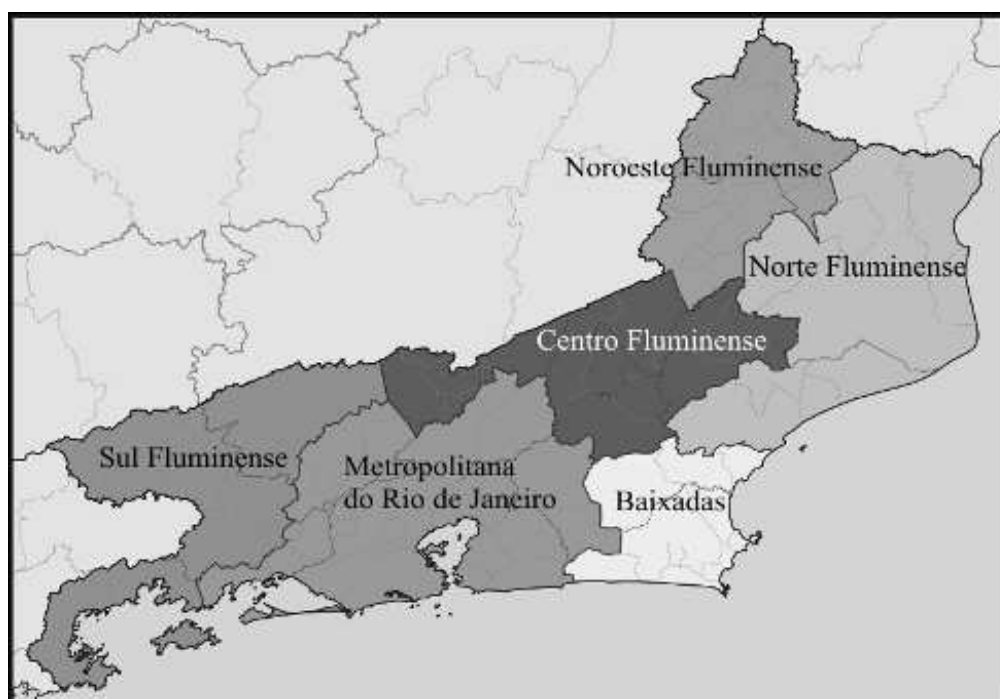 Noroeste Fluminense
Norte Fluminense
Centro Fluminense
Sul Fluminense
Metropolitana
do Rio de Janeiro
Baixadas